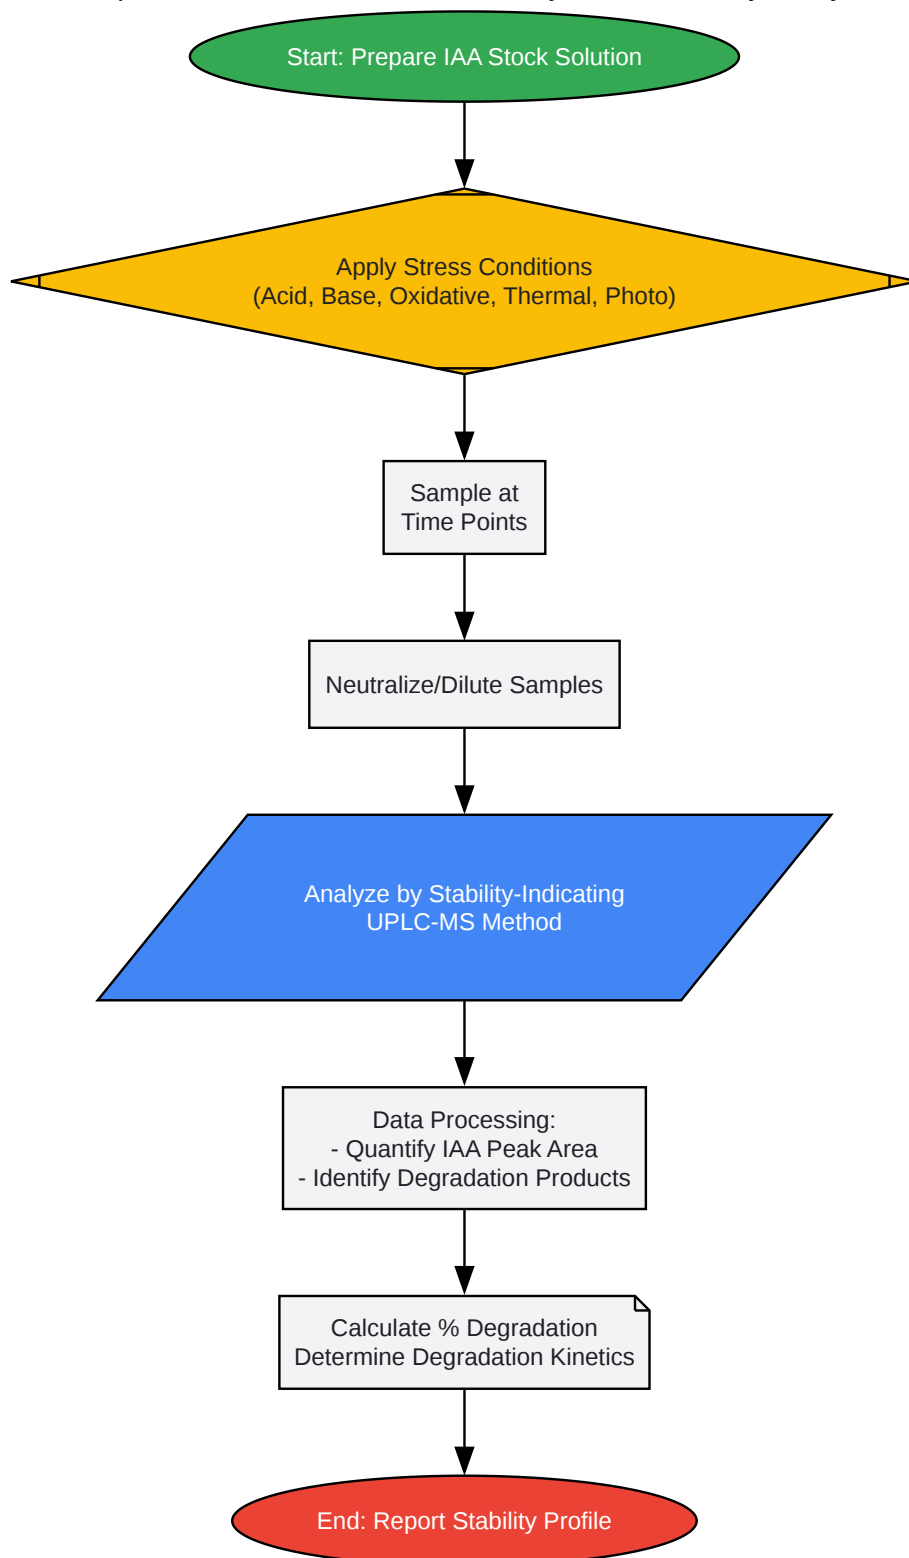 Start: Prepare IAA Stock Solution
Apply Stress Conditions
(Acid, Base, Oxidative, Thermal, Photo)
Sample at
Time Points
Neutralize/Dilute Samples
Analyze by Stability-Indicating
UPLC-MS Method
Data Processing:
- Quantify IAA Peak Area
- Identify Degradation Products
Calculate % Degradation
Determine Degradation Kinetics
End: Report Stability Profile